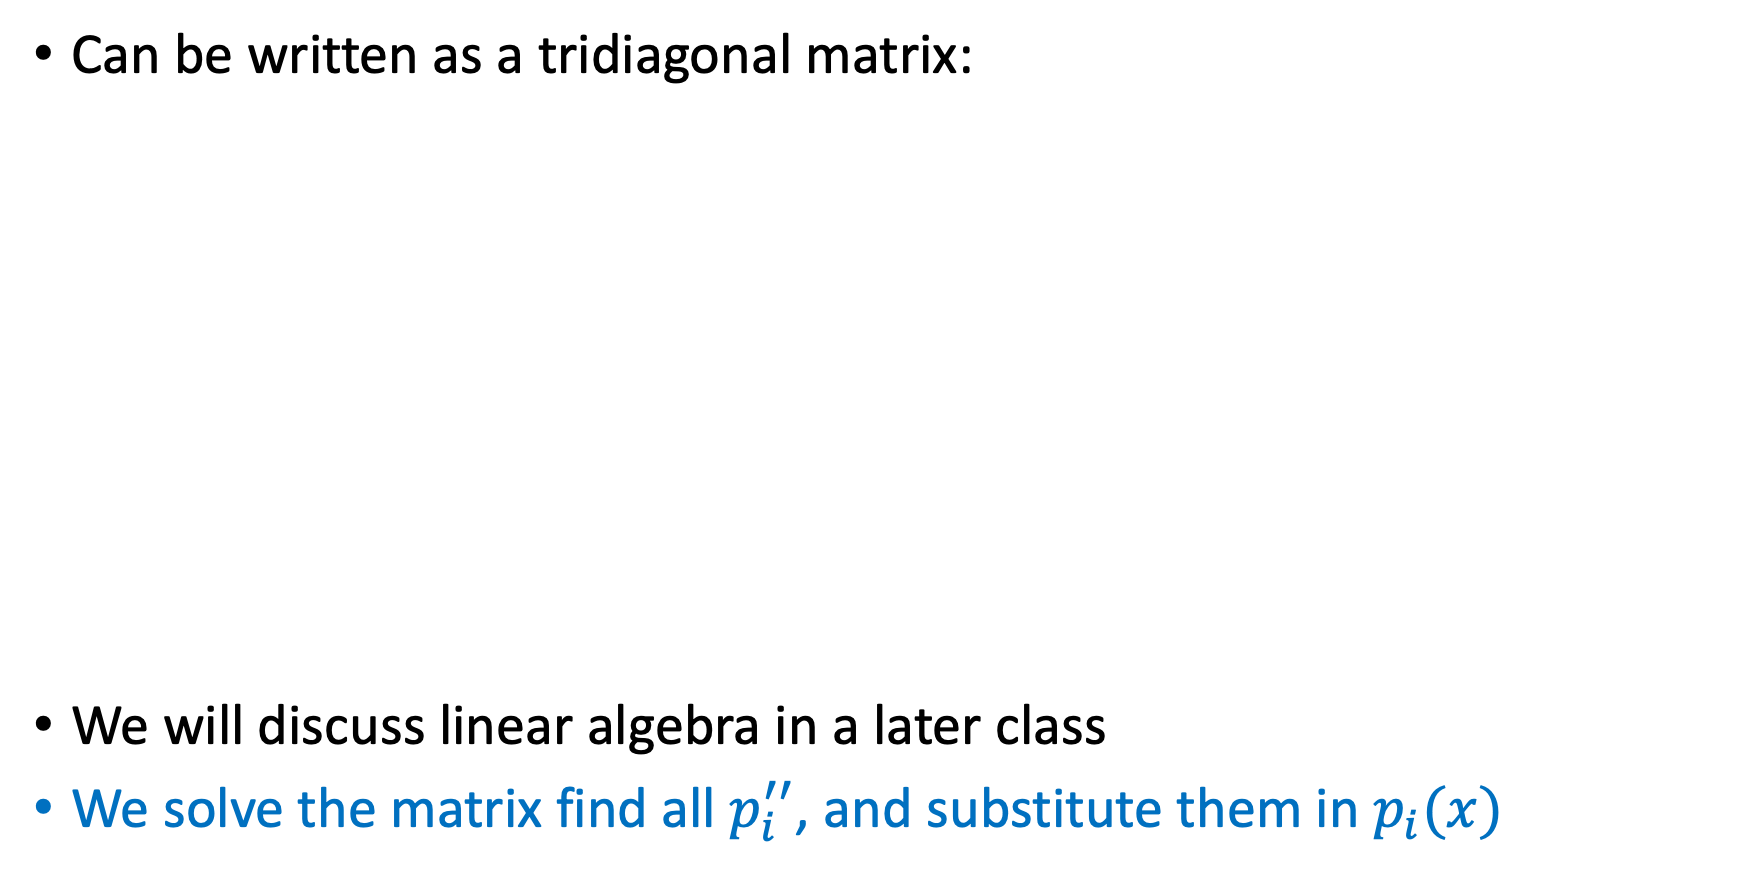 • Can be written as a tridiagonal matrix:
• We will discuss linear algebra in a later class
• We solve the matrix find all $p_i''$, and substitute them in $p_i(x)$